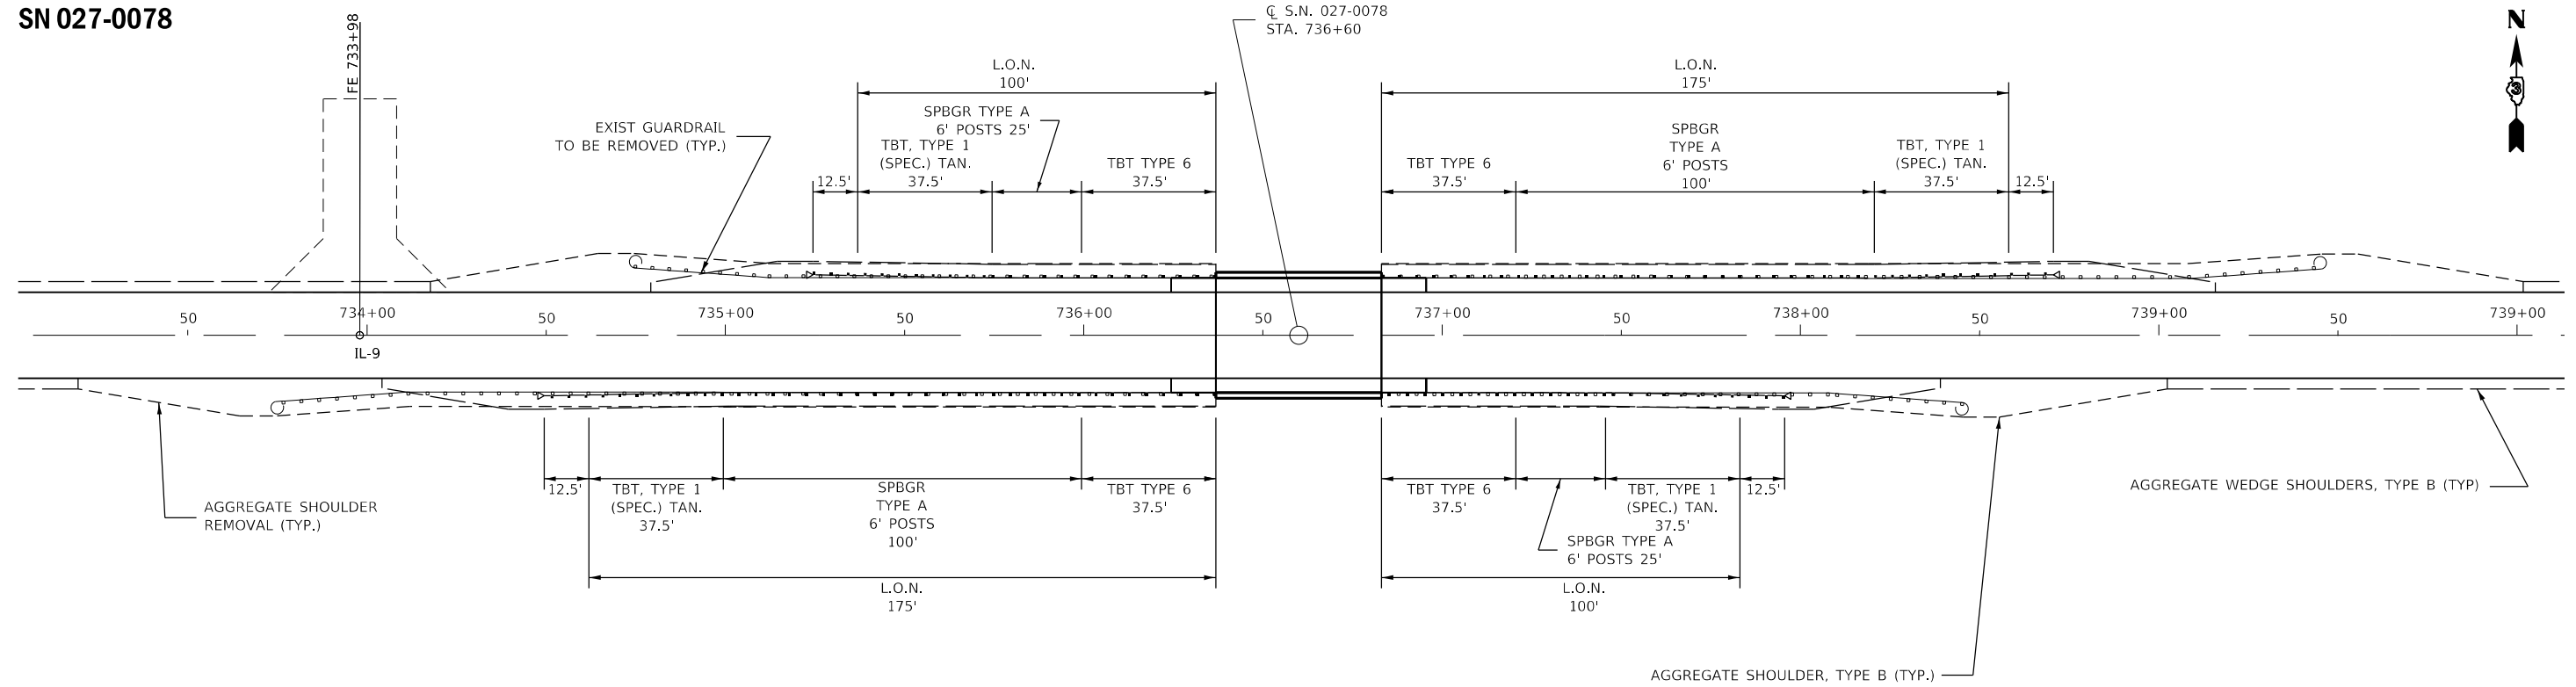 SN 027-0078
FE 733+98
℄ S.N. 027-0078
STA. 736+60
N
3
L.O.N.
100'
L.O.N.
175'
EXIST GUARDRAIL
TO BE REMOVED (TYP.)
SPBGR TYPE A
6' POSTS 25'
12.5'
TBT, TYPE 1
(SPEC.) TAN.
37.5'
TBT TYPE 6
37.5'
TBT TYPE 6
37.5'
SPBGR
TYPE A
6' POSTS
100'
TBT, TYPE 1
(SPEC.) TAN.
37.5'
12.5'
50
734+00
50
735+00
50
736+00
50
737+00
50
738+00
50
739+00
50
739+00
IL-9
12.5'
TBT, TYPE 1
(SPEC.) TAN.
37.5'
SPBGR
TYPE A
6' POSTS
100'
TBT TYPE 6
37.5'
TBT TYPE 6
37.5'
TBT, TYPE 1
(SPEC.) TAN.
37.5'
12.5'
SPBGR TYPE A
6' POSTS 25'
AGGREGATE SHOULDER
REMOVAL (TYP.)
AGGREGATE WEDGE SHOULDERS, TYPE B (TYP)
L.O.N.
175'
L.O.N.
100'
AGGREGATE SHOULDER, TYPE B (TYP.)